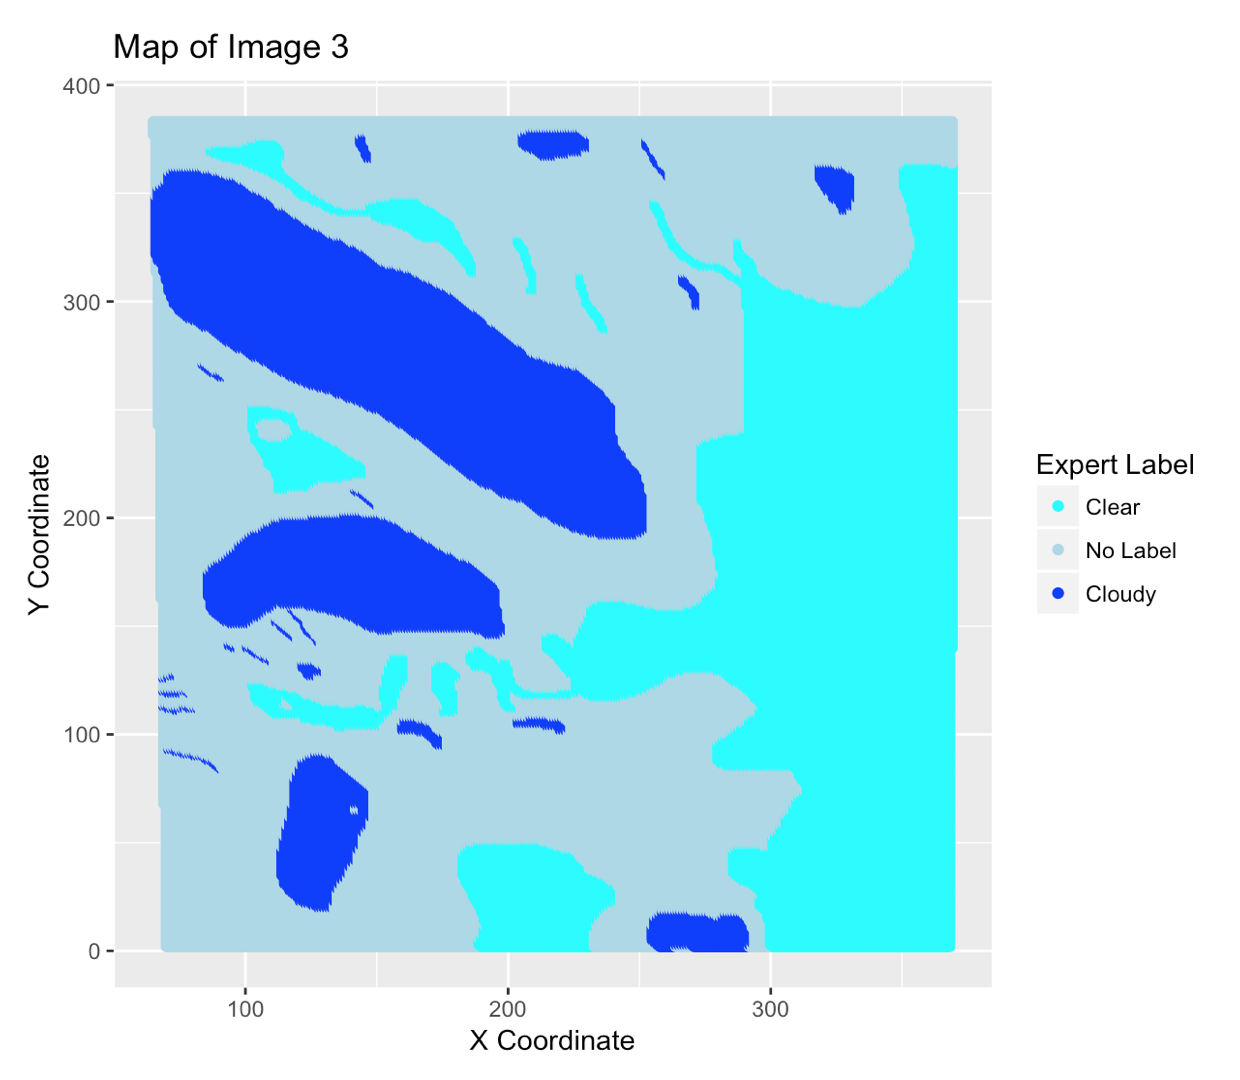 Map of Image 3
400
300
200
100
0
Y Coordinate
100
200
300
X Coordinate
Expert Label
Clear
No Label
Cloudy